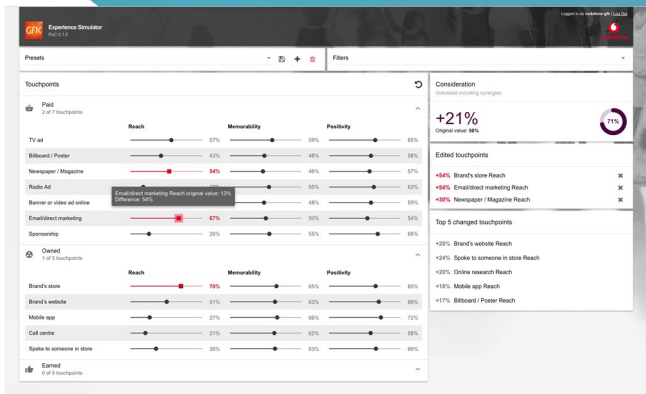 Logged in as vodafone-gfk | Log Out
GfK
Experience Simulator
PoC 0.1.0
Presets
Filters
Touchpoints
Paid
2 of 7 touchpoints
Reach Memorability Positivity
TV ad 57% 59% 65%
Billboard / Poster 43% 48% 58%
Newspaper / Magazine 54% 46% 57%
Radio Ad 55% 63%
Email/direct marketing Reach original value: 13%
Difference: 54%
Banner or video ad online 48% 59%
Email/direct marketing 67% 50% 54%
Sponsorship 26% 55% 68%
Owned
1 of 5 touchpoints
Reach Memorability Positivity
Brand's store 70% 65% 65%
Brand's website 51% 63% 69%
Mobile app 27% 68% 72%
Call centre 21% 62% 58%
Spoke to someone in store 36% 63% 66%
Earned
0 of 5 touchpoints
Consideration
Simulated including synergies
+21%
Original value: 50%
71%
Edited touchpoints
+54% Brand's store Reach
+54% Email/direct marketing Reach
+30% Newspaper / Magazine Reach
Top 5 changed touchpoints
+28% Brand's website Reach
+24% Spoke to someone in store Reach
+20% Online research Reach
+18% Mobile app Reach
+17% Billboard / Poster Reach